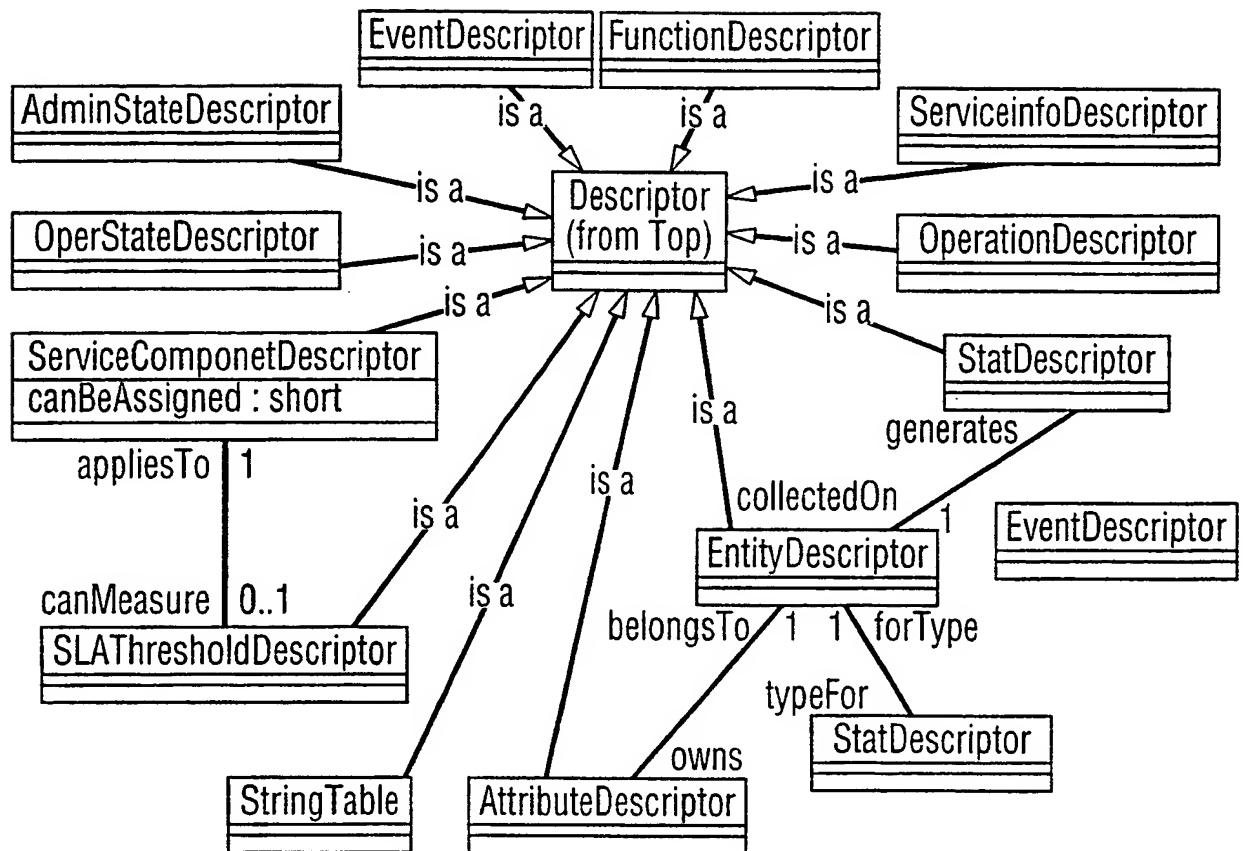 EventDescriptor
FunctionDescriptor
AdminStateDescriptor
is a
is a
ServiceinfoDescriptor
is a
Descriptor
(from Top)
is a
OperStateDescriptor
is a
is a
OperationDescriptor
is a
is a
ServiceComponetDescriptor
canBeAssigned : short
StatDescriptor
is a
generates
appliesTo 1
is a
is a
collectedOn
1
EventDescriptor
EntityDescriptor
is a
canMeasure 0..1
belongsTo 1 1 forType
SLAThresholdDescriptor
typeFor
StatDescriptor
owns
StringTable
AttributeDescriptor